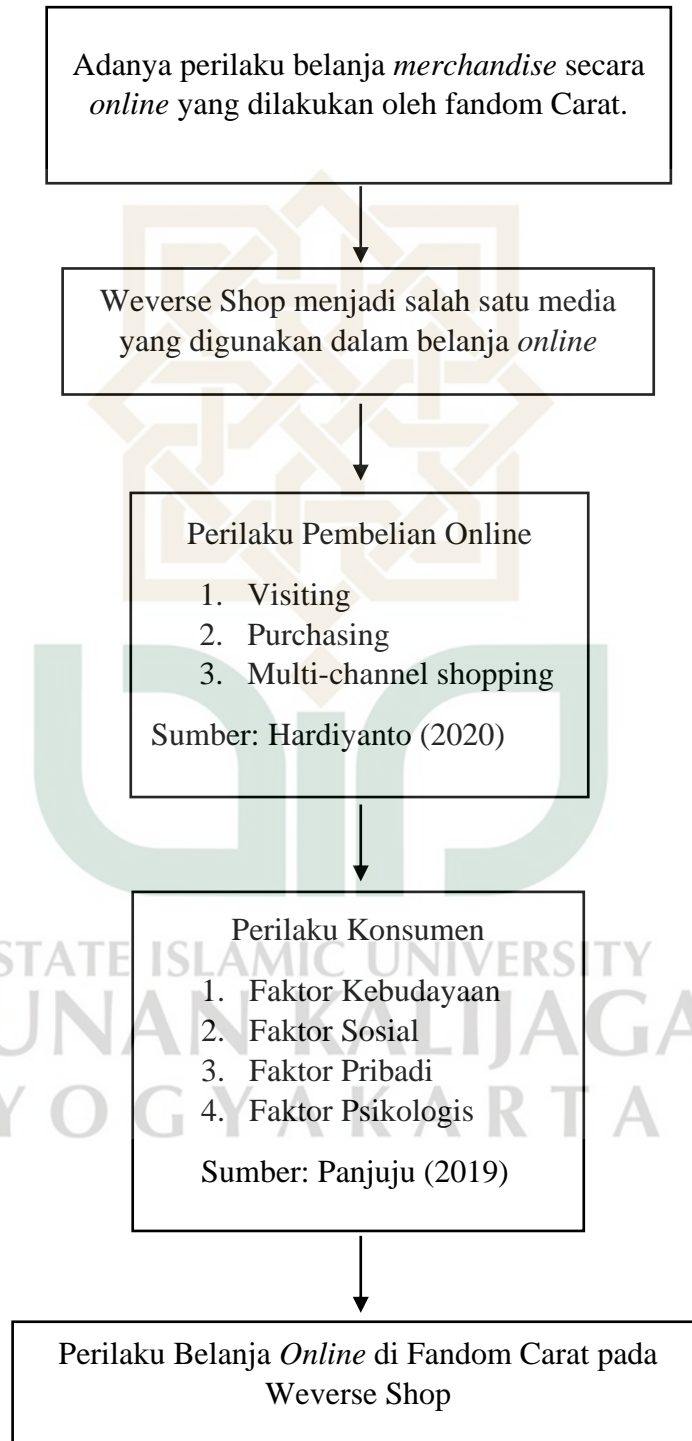 Adanya perilaku belanja merchandise secara
online yang dilakukan oleh fandom Carat.
Weverse Shop menjadi salah satu media
yang digunakan dalam belanja online
Perilaku Pembelian Online
1. Visiting
2. Purchasing
3. Multi-channel shopping
Sumber: Hardiyanto (2020)
Perilaku Konsumen
STATE ISLAMIC UNIVERSITY
1. Faktor Kebudayaan
2. Faktor Sosial
UNAN KALIJAGA
3. Faktor Pribadi
4. Faktor Psikologis
YOGYAKARTA
Sumber: Panjuju (2019)
Perilaku Belanja Online di Fandom Carat pada
Weverse Shop